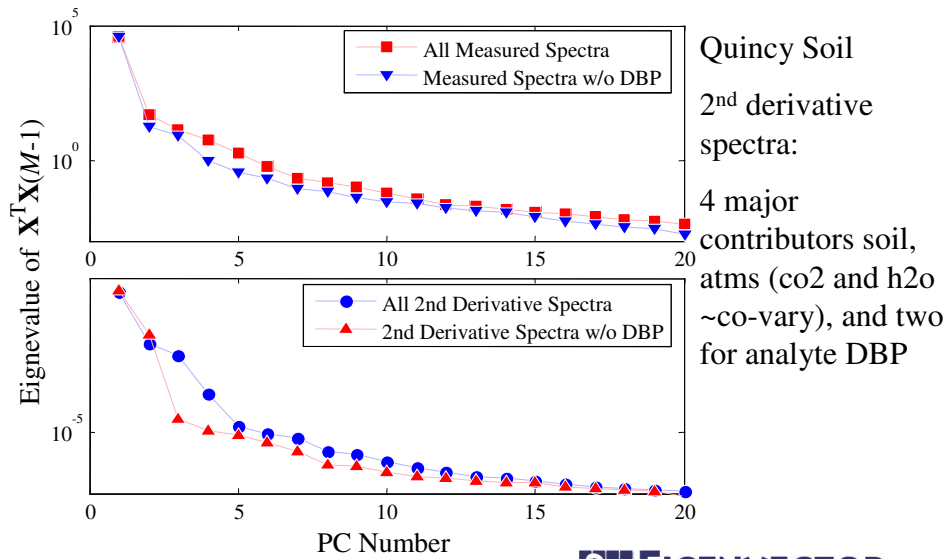 10^5
10^0
0
5
10
15
20
All Measured Spectra
Measured Spectra w/o DBP
Eignevalue of X^T X(M-1)
10^-5
0
5
10
15
20
All 2nd Derivative Spectra
2nd Derivative Spectra w/o DBP
PC Number
Quincy Soil
2nd derivative
spectra:
4 major
contributors soil,
atms (co2 and h2o
~co-vary), and two
for analyte DBP
EIGENVECTOR